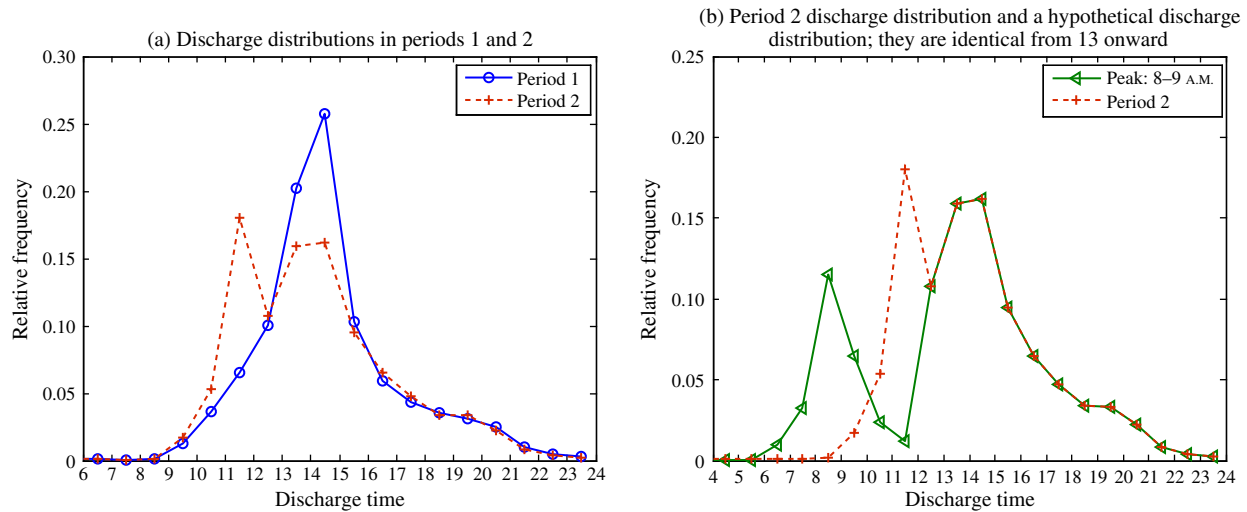 (a) Discharge distributions in periods 1 and 2
0.30
0.25
0.20
0.15
0.10
0.05
0
Relative frequency
Period 1
Period 2
6 7 8 9 10 11 12 13 14 15 16 17 18 19 20 21 22 23 24
Discharge time
(b) Period 2 discharge distribution and a hypothetical discharge
distribution; they are identical from 13 onward
0.20
0.15
0.10
0.05
0
Relative frequency
Peak: 8–9 A.M.
Period 2
4 5 6 7 8 9 10 11 12 13 14 15 16 17 18 19 20 21 22 23 24
Discharge time